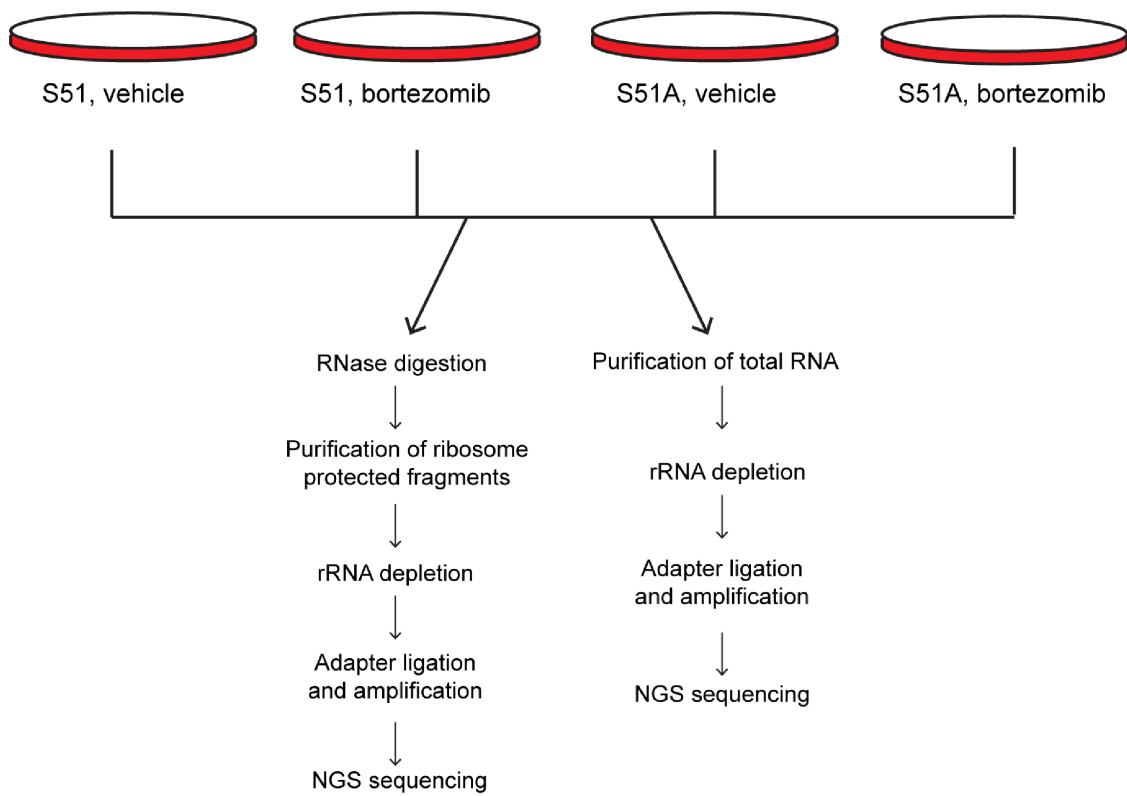 S51, vehicle
S51, bortezomib
S51A, vehicle
S51A, bortezomib
RNase digestion
Purification of ribosome
protected fragments
rRNA depletion
Adapter ligation
and amplification
NGS sequencing
Purification of total RNA
rRNA depletion
Adapter ligation
and amplification
NGS sequencing